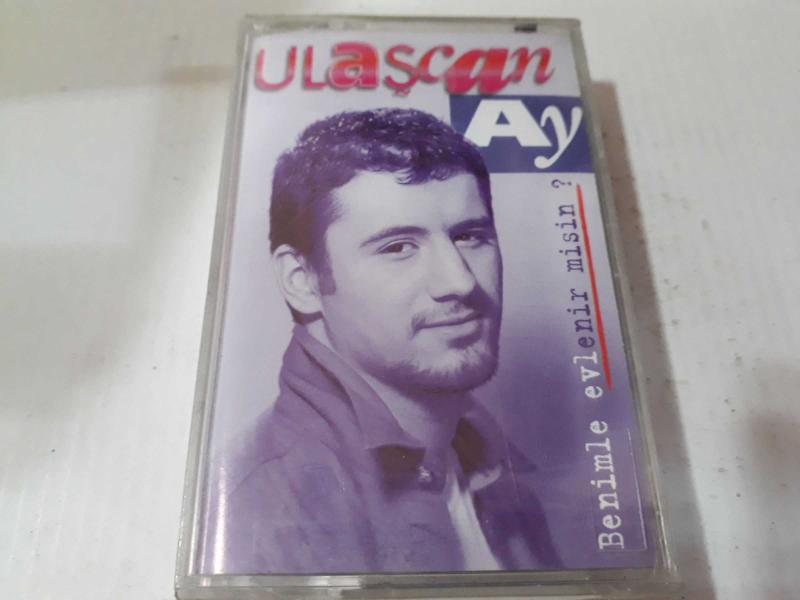 ULAŞcan
Ay
Benimle evlenir misin ?